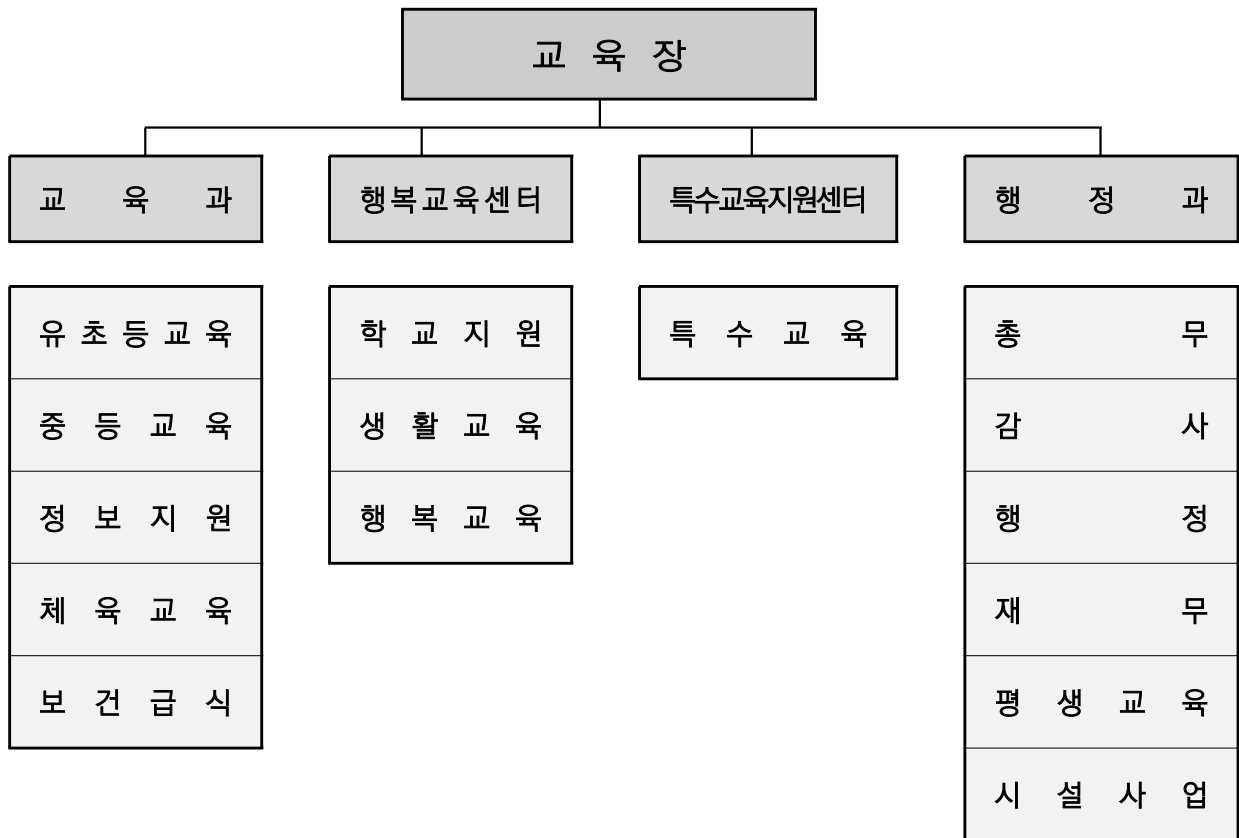 교 육 장
교 육 과
행복교육센터
특수교육지원센터
행 정 과
유초등교육
중 등 교 육
정 보 지 원
체 육 교 육
보 건 급 식
학 교 지 원
생 활 교 육
행 복 교 육
특 수 교 육
총 무
감 사
행 정
재 무
평 생 교 육
시 설 사 업